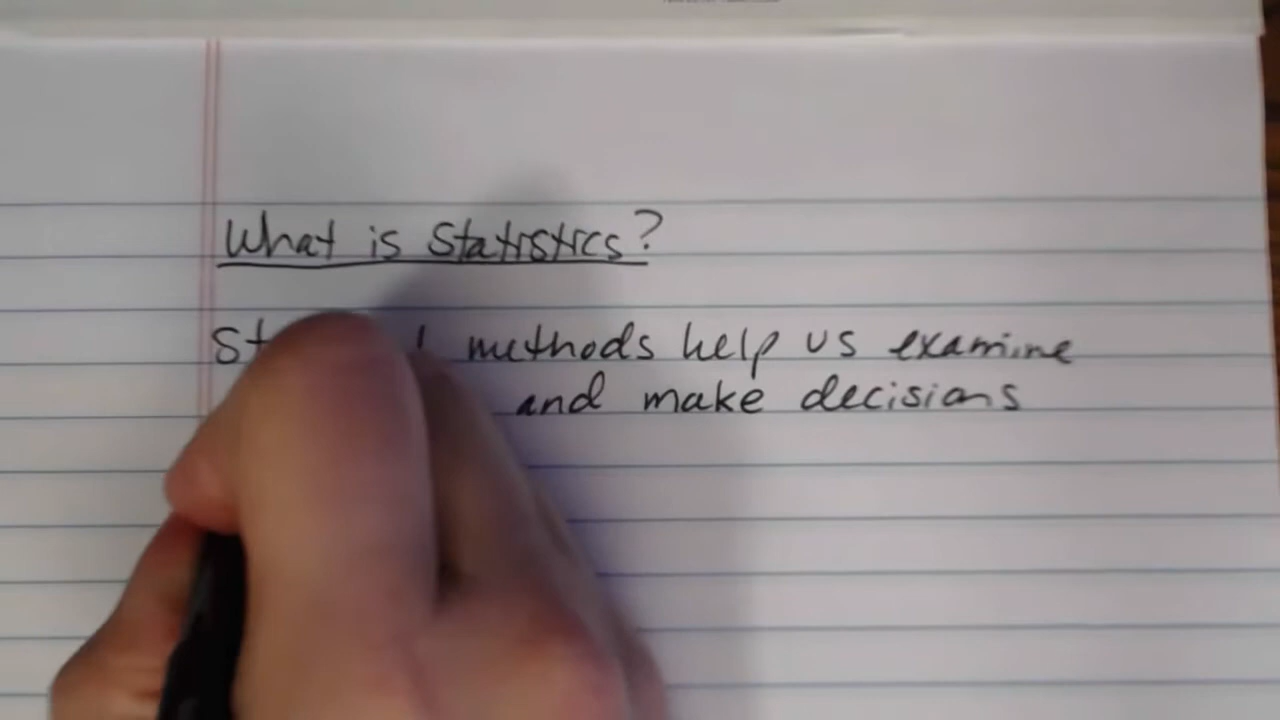 What is Statistics?
methods help us examine
and make decisions